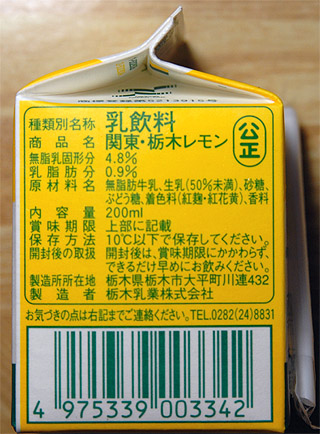 種類別名称 乳飲料
商品名 関東・栃木レモン
公正
無脂乳固形分 4.8%
乳脂肪分 0.9%
原材料名 無脂肪牛乳、生乳(50%未満)、砂糖、
ぶどう糖、着色料(紅麹・紅花黄)、香料
内容量 200ml
賞味期限 上部に記載
保存方法 10℃以下で保存してください。
開封後の取扱 開封後は、賞味期限にかかわらず、
できるだけ早めにお飲みください。
製造所所在地 栃木県栃木市大平町川連432
製造者 栃木乳業株式会社
お気づきの点は右記までご連絡ください。TEL.0282(24)8831
4 975339 003342